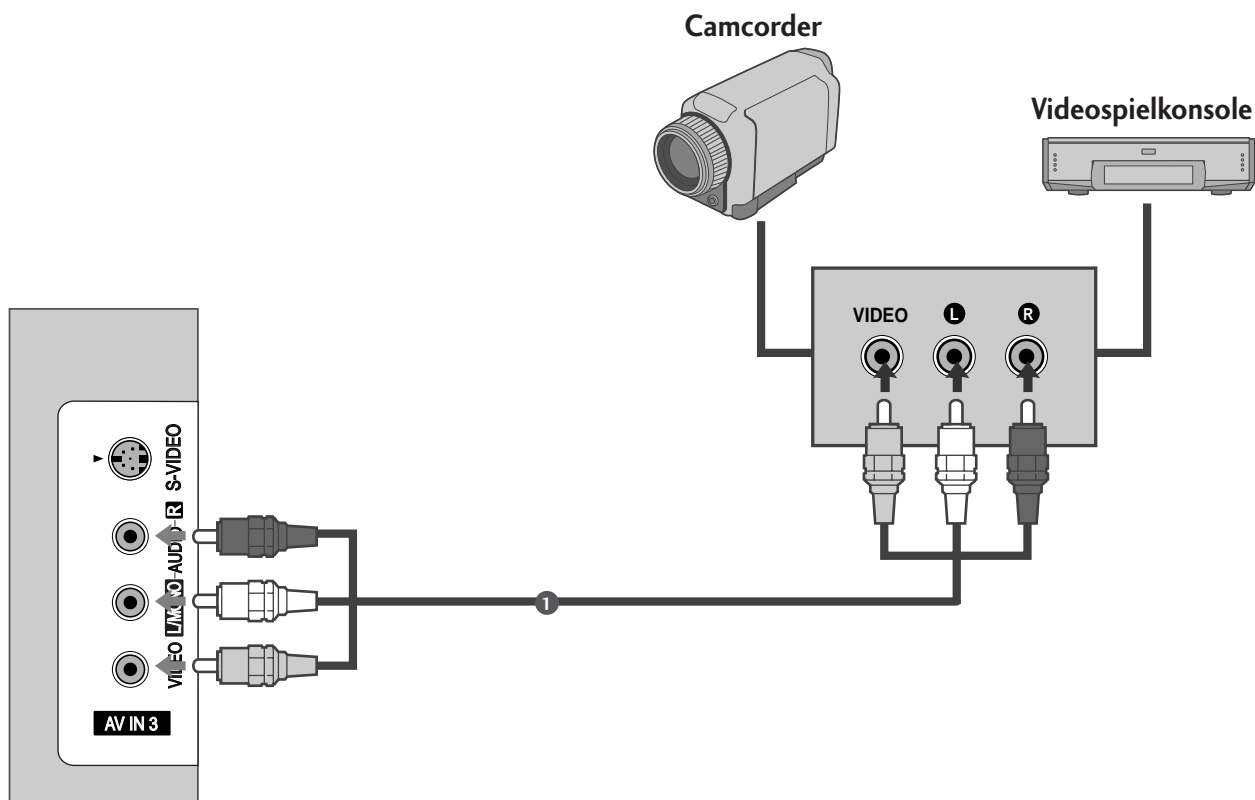 Camcorder
Videospielkonsole
VIDEO L R
S-VIDEO
VIDEO L/MONO AUDIO R
1
AV IN 3